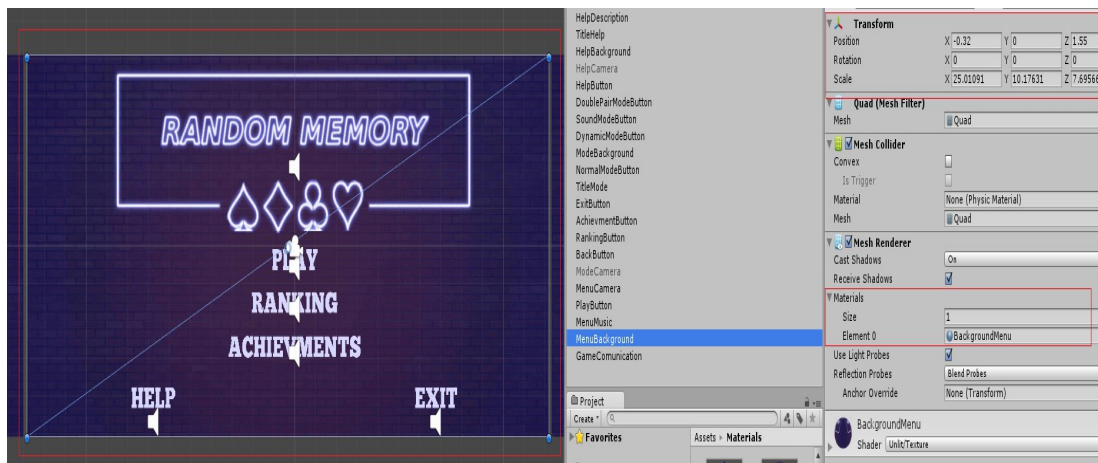 RANDOM MEMORY
PLAY
RANKING
ACHIEVMENTS
HELP
EXIT
HelpDescription
TitleHelp
HelpBackground
HelpCamera
HelpButton
DoublePairModeButton
SoundModeButton
DynamicModeButton
ModeBackground
NormalModeButton
TitleMode
ExitButton
AchievmentButton
RankingButton
BackButton
ModeCamera
MenuCamera
PlayButton
MenuMusic
MenuBackground
GameComunication
Project
Create
Favorites
Assets ▸ Materials
Transform
Position X -0.32 Y 0 Z 1.55
Rotation X 0 Y 0 Z 0
Scale X 25.01091 Y 10.17631 Z 7.69566
Quad (Mesh Filter)
Mesh Quad
Mesh Collider
Convex
Is Trigger
Material None (Physic Material)
Mesh Quad
Mesh Renderer
Cast Shadows On
Receive Shadows
Materials
Size 1
Element 0 BackgroundMenu
Use Light Probes
Reflection Probes Blend Probes
Anchor Override None (Transform)
BackgroundMenu
Shader Unlit/Texture